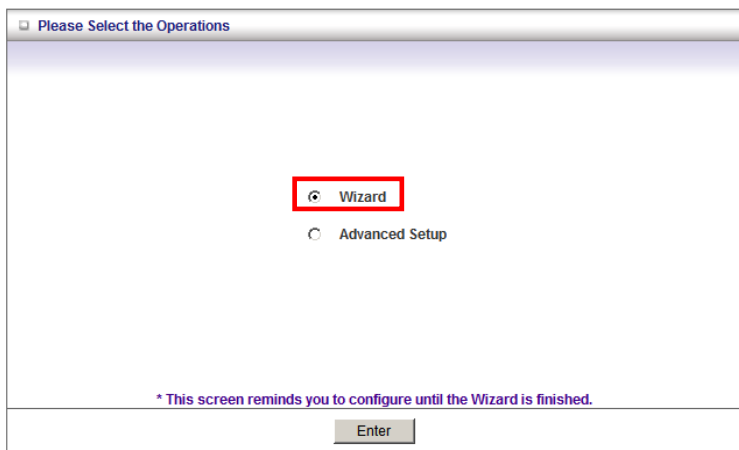 Please Select the Operations
Wizard
Advanced Setup
* This screen reminds you to configure until the Wizard is finished.
Enter